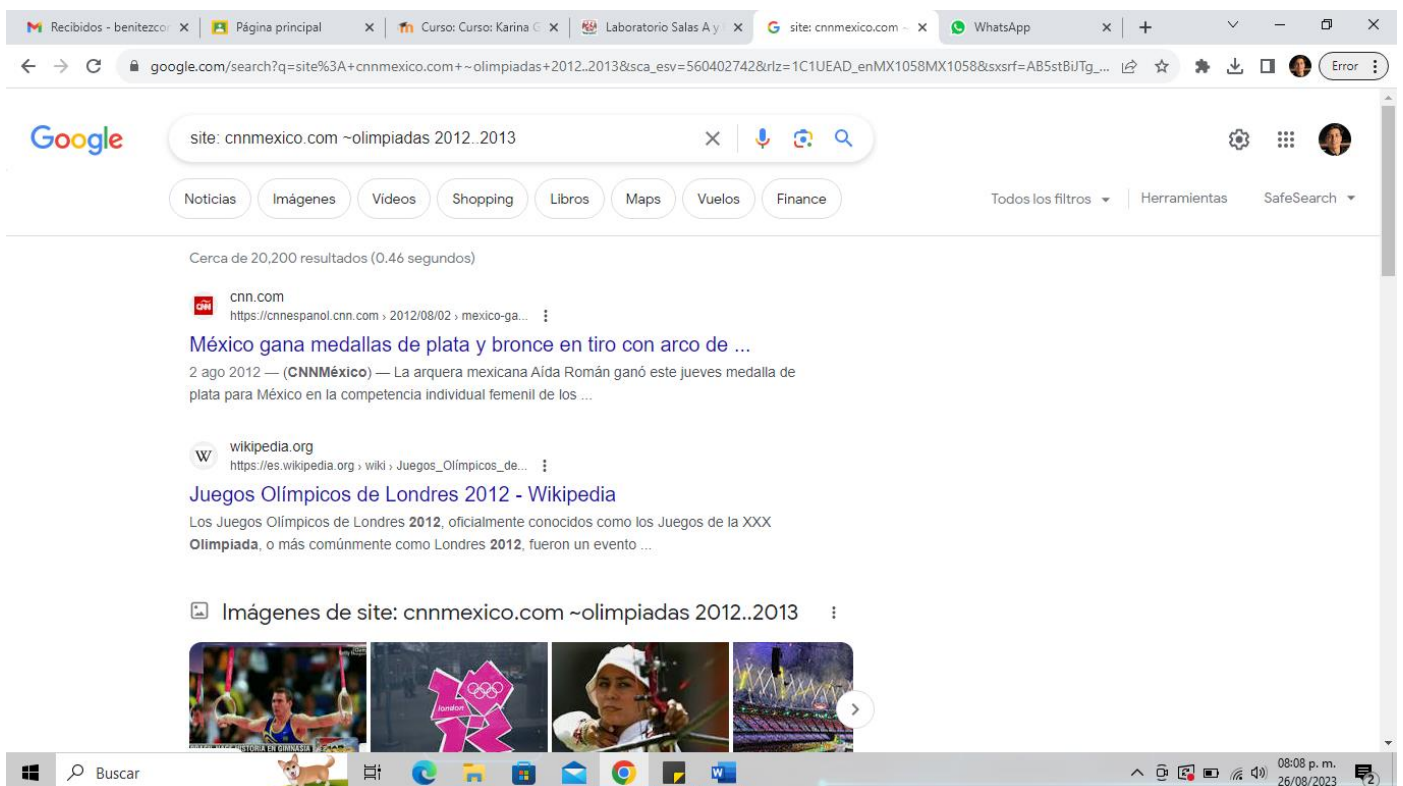 Recibidos - benitezcor
Página principal
Curso: Curso: Karina G
Laboratorio Salas A y
site: cnnmexico.com ~
WhatsApp
google.com/search?q=site%3A+cnnmexico.com+~olimpiadas+2012..2013&sca_esv=560402742&rlz=1C1UEAD_enMX1058MX1058&sxsrf=AB5stBiJTg_...
Error
Google
site: cnnmexico.com ~olimpiadas 2012..2013
Noticias
Imágenes
Videos
Shopping
Libros
Maps
Vuelos
Finance
Todos los filtros
Herramientas
SafeSearch
Cerca de 20,200 resultados (0.46 segundos)
CNN
cnn.com
https://cnnespanol.cnn.com › 2012/08/02 › mexico-ga...
México gana medallas de plata y bronce en tiro con arco de ...
2 ago 2012 — (CNNMéxico) — La arquera mexicana Aída Román ganó este jueves medalla de
plata para México en la competencia individual femenil de los ...
W
wikipedia.org
https://es.wikipedia.org › wiki › Juegos_Olímpicos_de...
Juegos Olímpicos de Londres 2012 - Wikipedia
Los Juegos Olímpicos de Londres 2012, oficialmente conocidos como los Juegos de la XXX
Olimpiada, o más comúnmente como Londres 2012, fueron un evento ...
Imágenes de site: cnnmexico.com ~olimpiadas 2012..2013
london
HISTORIA EN GIMNASIA
Buscar
08:08 p. m.
26/08/2023
2